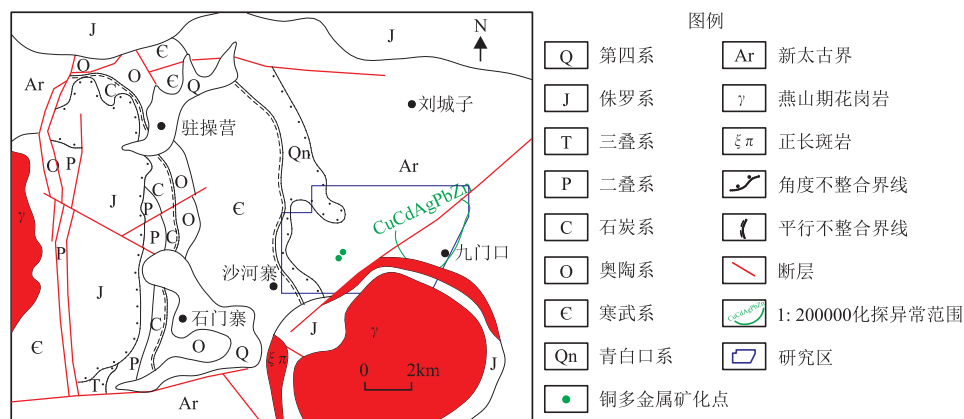 J
J
N
Є
O
Ar
O
C
Є
Q
刘城子
驻操营
Qn
Ar
O
P
C
O
J
P
Є
γ
O
P
C
CuCdAgPbZn
P
九门口
沙河寨
J
石门寨
C
J
γ
O
Є
Q
ξπ
P
0 2km
J
T
Ar
图例
Q 第四系
J 侏罗系
T 三叠系
P 二叠系
C 石炭系
O 奥陶系
Є 寒武系
Qn 青白口系
铜多金属矿化点
Ar 新太古界
γ 燕山期花岗岩
ξπ 正长斑岩
角度不整合界线
平行不整合界线
断层
CuCdAgPbZn 1: 200000化探异常范围
研究区